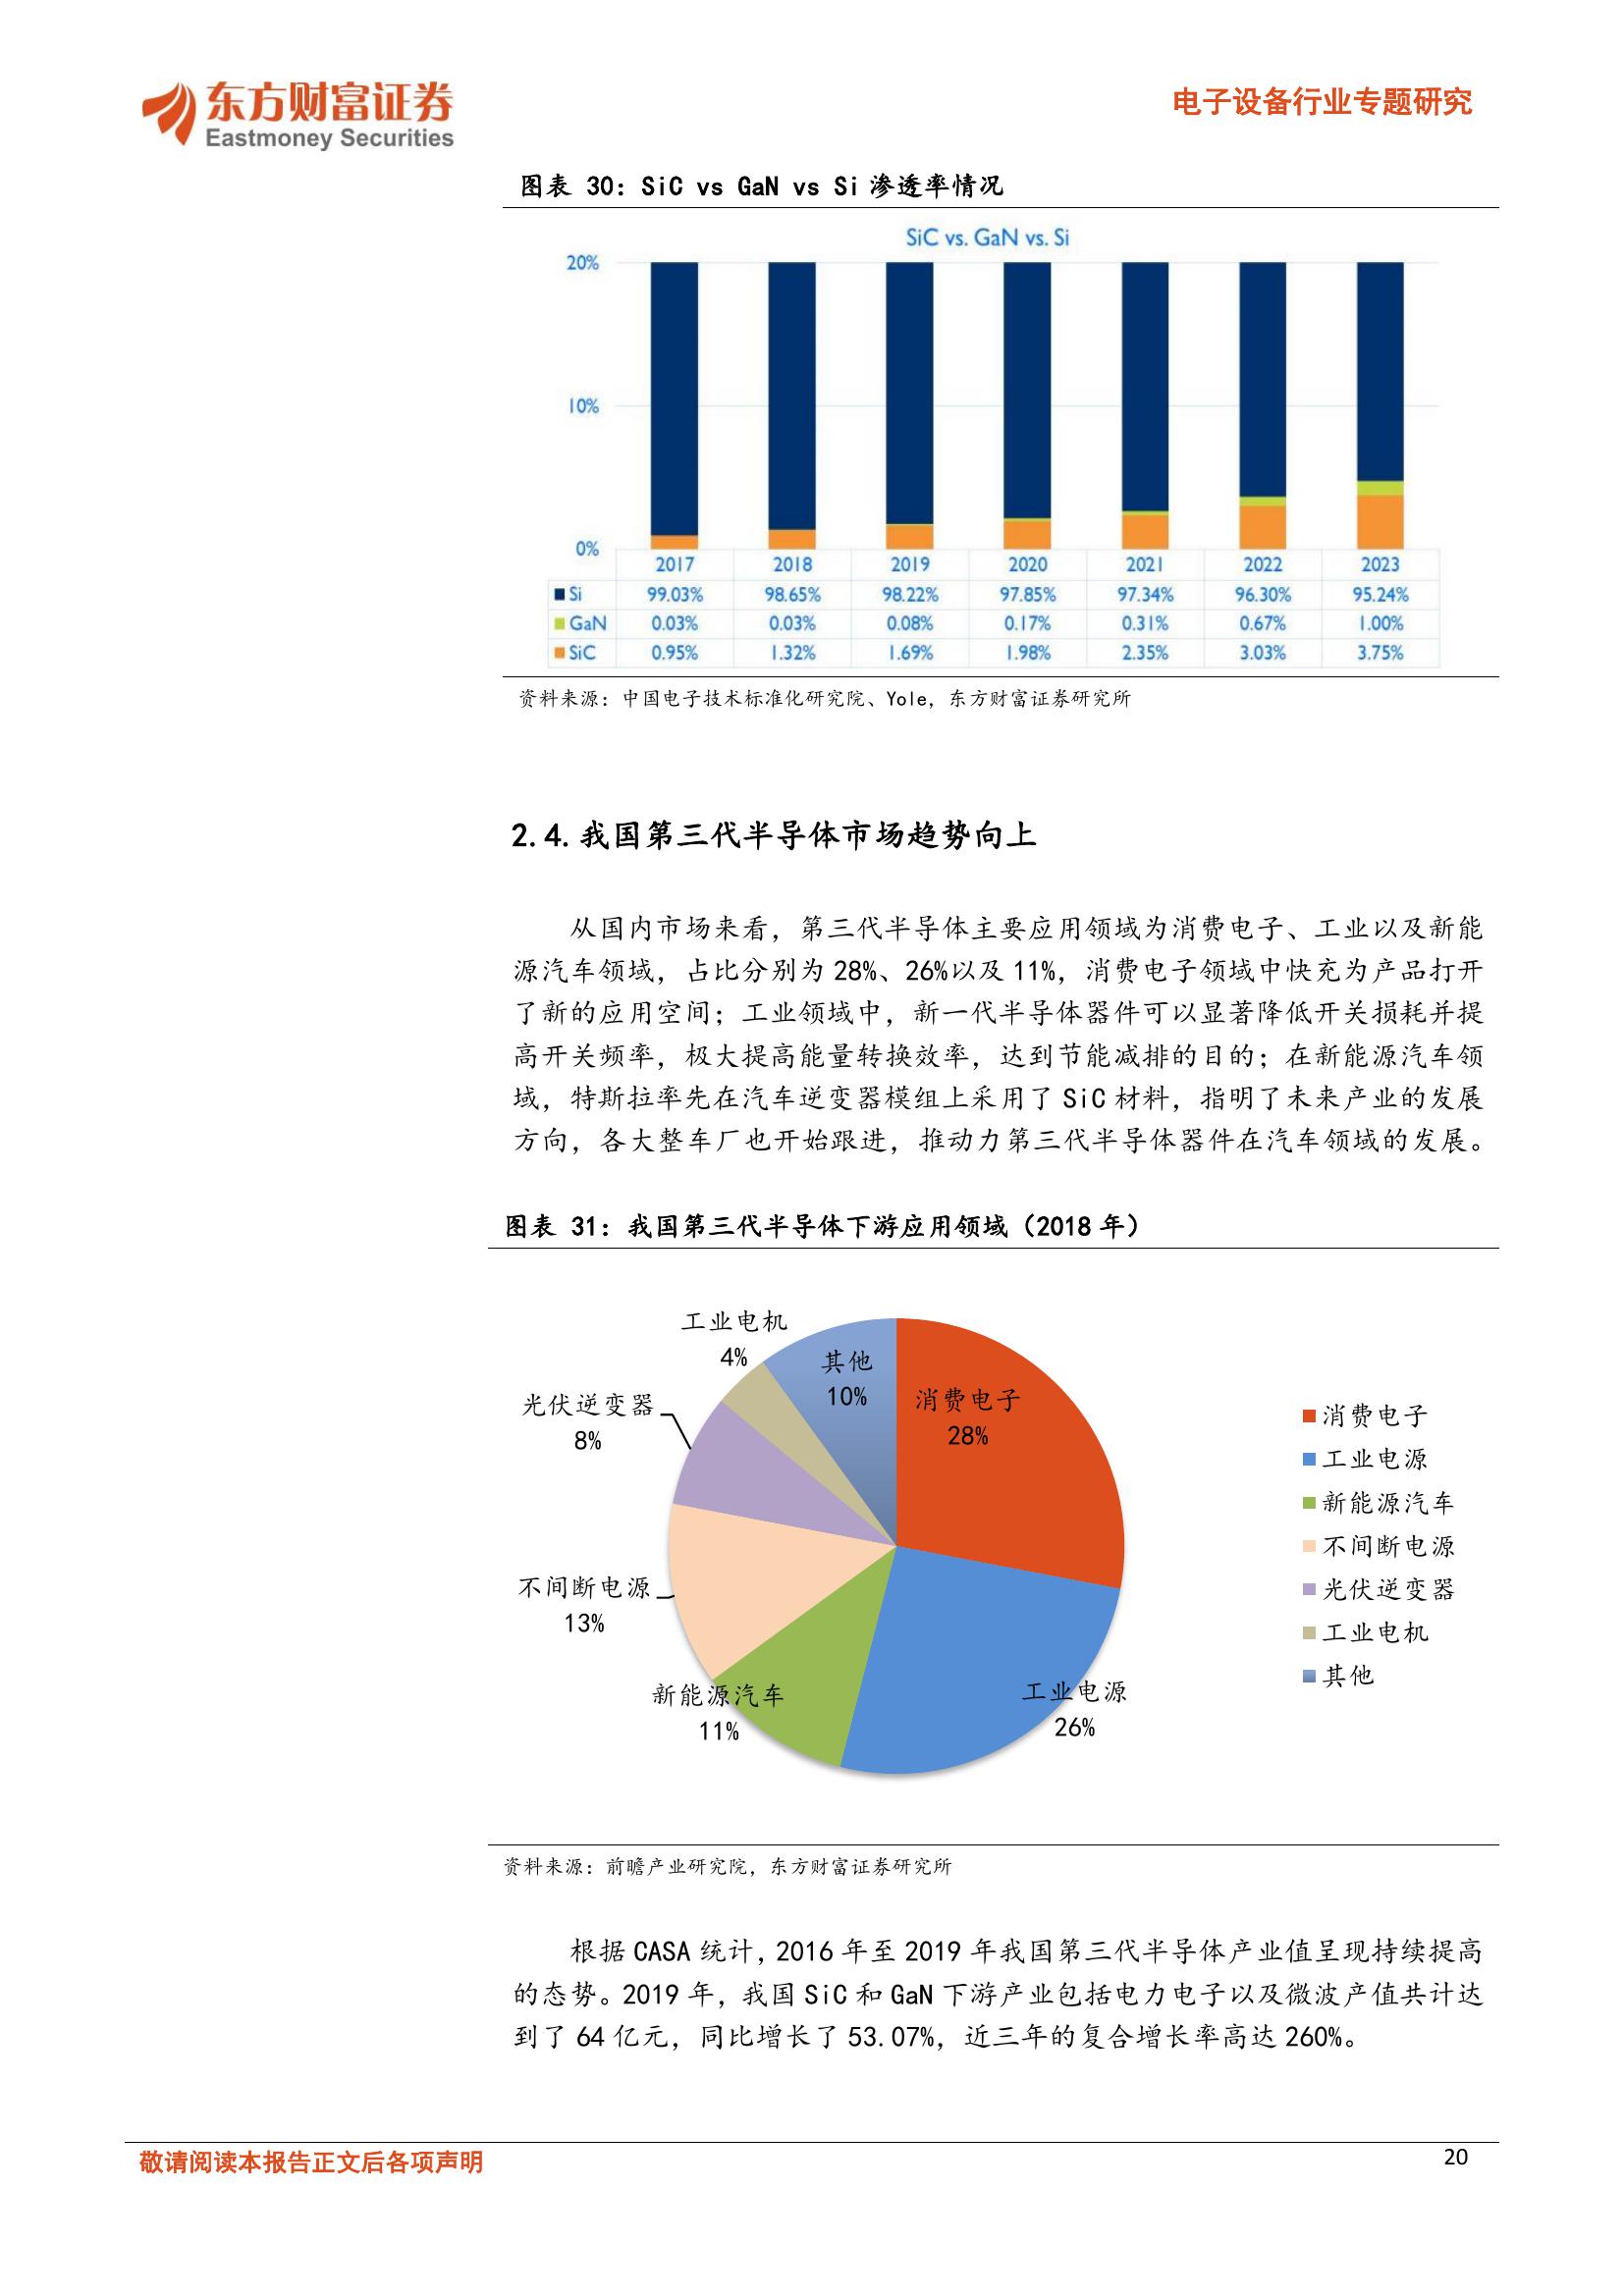 东方财富证券
Eastmoney Securities
电子设备行业专题研究
图表 30：SiC vs GaN vs Si 渗透率情况
SiC vs. GaN vs. Si
20%
10%
0%
2017 2018 2019 2020 2021 2022 2023
Si 99.03% 98.65% 98.22% 97.85% 97.34% 96.30% 95.24%
GaN 0.03% 0.03% 0.08% 0.17% 0.31% 0.67% 1.00%
SiC 0.95% 1.32% 1.69% 1.98% 2.35% 3.03% 3.75%
资料来源：中国电子技术标准化研究院、Yole，东方财富证券研究所
2.4.我国第三代半导体市场趋势向上
从国内市场来看，第三代半导体主要应用领域为消费电子、工业以及新能
源汽车领域，占比分别为 28%、26%以及 11%，消费电子领域中快充为产品打开
了新的应用空间；工业领域中，新一代半导体器件可以显著降低开关损耗并提
高开关频率，极大提高能量转换效率，达到节能减排的目的；在新能源汽车领
域，特斯拉率先在汽车逆变器模组上采用了 SiC 材料，指明了未来产业的发展
方向，各大整车厂也开始跟进，推动力第三代半导体器件在汽车领域的发展。
图表 31：我国第三代半导体下游应用领域（2018 年）
工业电机
4%
其他
10%
消费电子
28%
光伏逆变器
8%
不间断电源
13%
新能源汽车
11%
工业电源
26%
消费电子
工业电源
新能源汽车
不间断电源
光伏逆变器
工业电机
其他
资料来源：前瞻产业研究院，东方财富证券研究所
根据 CASA 统计，2016 年至 2019 年我国第三代半导体产业值呈现持续提高
的态势。2019 年，我国 SiC 和 GaN 下游产业包括电力电子以及微波产值共计达
到了 64 亿元，同比增长了 53.07%，近三年的复合增长率高达 260%。
敬请阅读本报告正文后各项声明
20